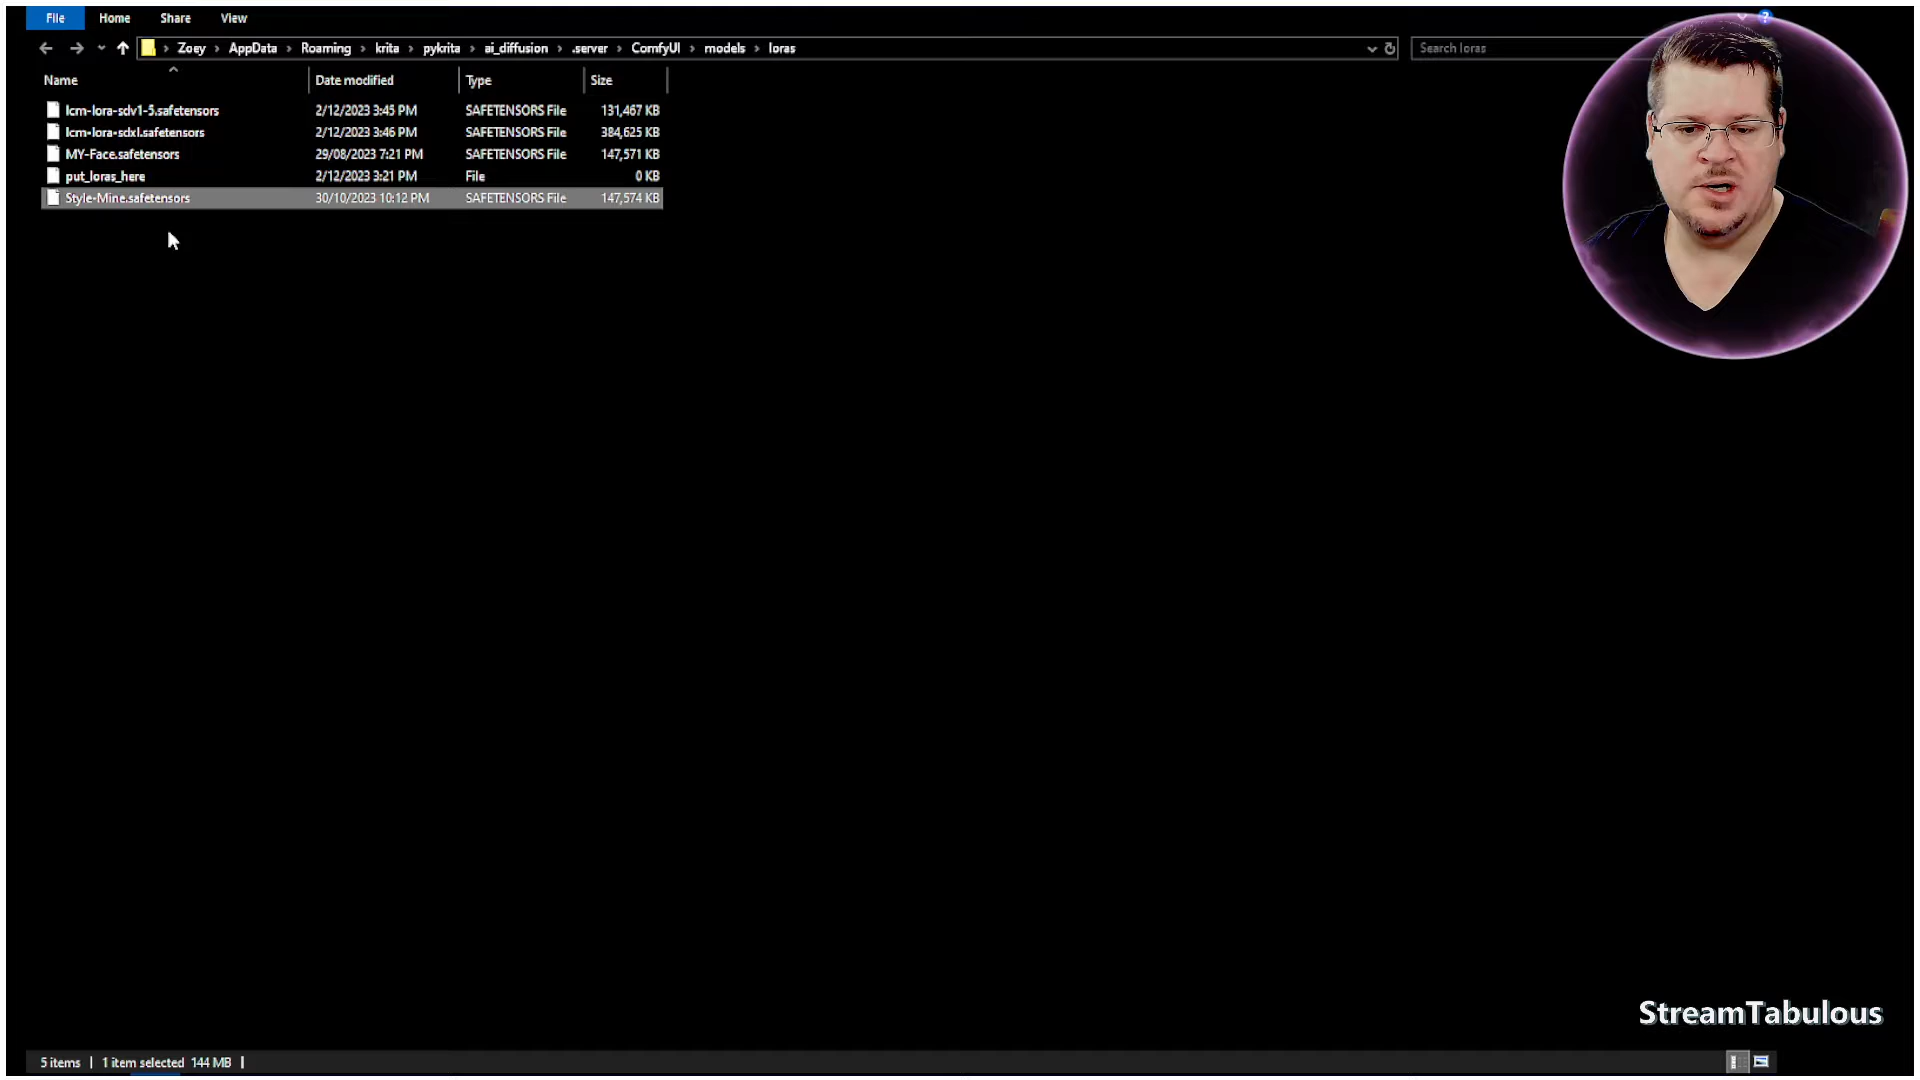 File Home Share View
Zoey > AppData > Roaming > krita > pykrita > ai_diffusion > .server > ComfyUI > models > loras Search loras
Name Date modified Type Size
lcm-lora-sdv1-5.safetensors 2/12/2023 3:45 PM SAFETENSORS File 131,467 KB
lcm-lora-sdxl.safetensors 2/12/2023 3:46 PM SAFETENSORS File 384,625 KB
MY-Face.safetensors 29/08/2023 7:21 PM SAFETENSORS File 147,571 KB
put_loras_here 2/12/2023 3:21 PM File 0 KB
Style-Mine.safetensors 30/10/2023 10:12 PM SAFETENSORS File 147,574 KB
StreamTabulous
5 items | 1 item selected 144 MB |